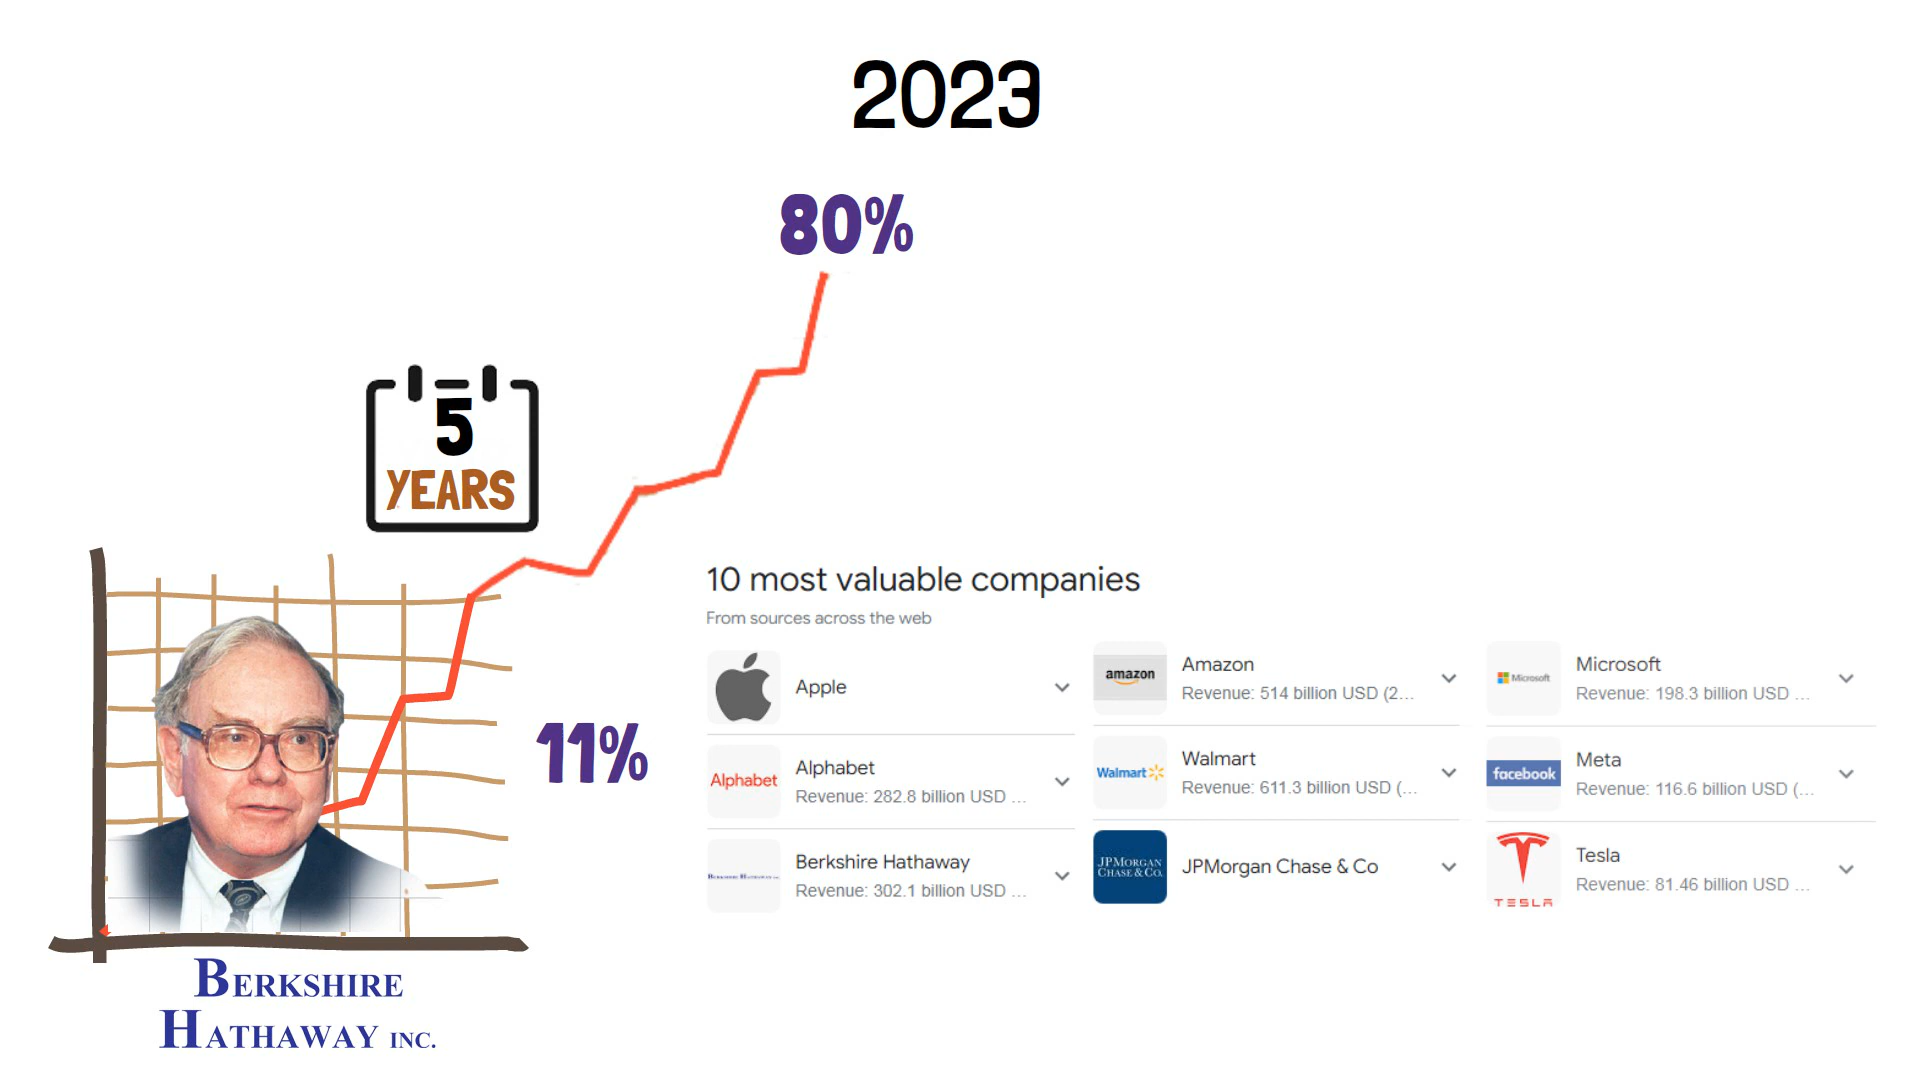 2023
80%
5
YEARS
11%
BERKSHIRE
HATHAWAY INC.
10 most valuable companies
From sources across the web
Apple
Alphabet
Alphabet
Revenue: 282.8 billion USD ...
BERKSHIRE HATHAWAY INC.
Berkshire Hathaway
Revenue: 302.1 billion USD ...
amazon
Amazon
Revenue: 514 billion USD (2...
Walmart
Walmart
Revenue: 611.3 billion USD (...
JPMORGAN
CHASE & CO.
JPMorgan Chase & Co
Microsoft
Microsoft
Revenue: 198.3 billion USD ...
facebook
Meta
Revenue: 116.6 billion USD (...
TESLA
Tesla
Revenue: 81.46 billion USD ...